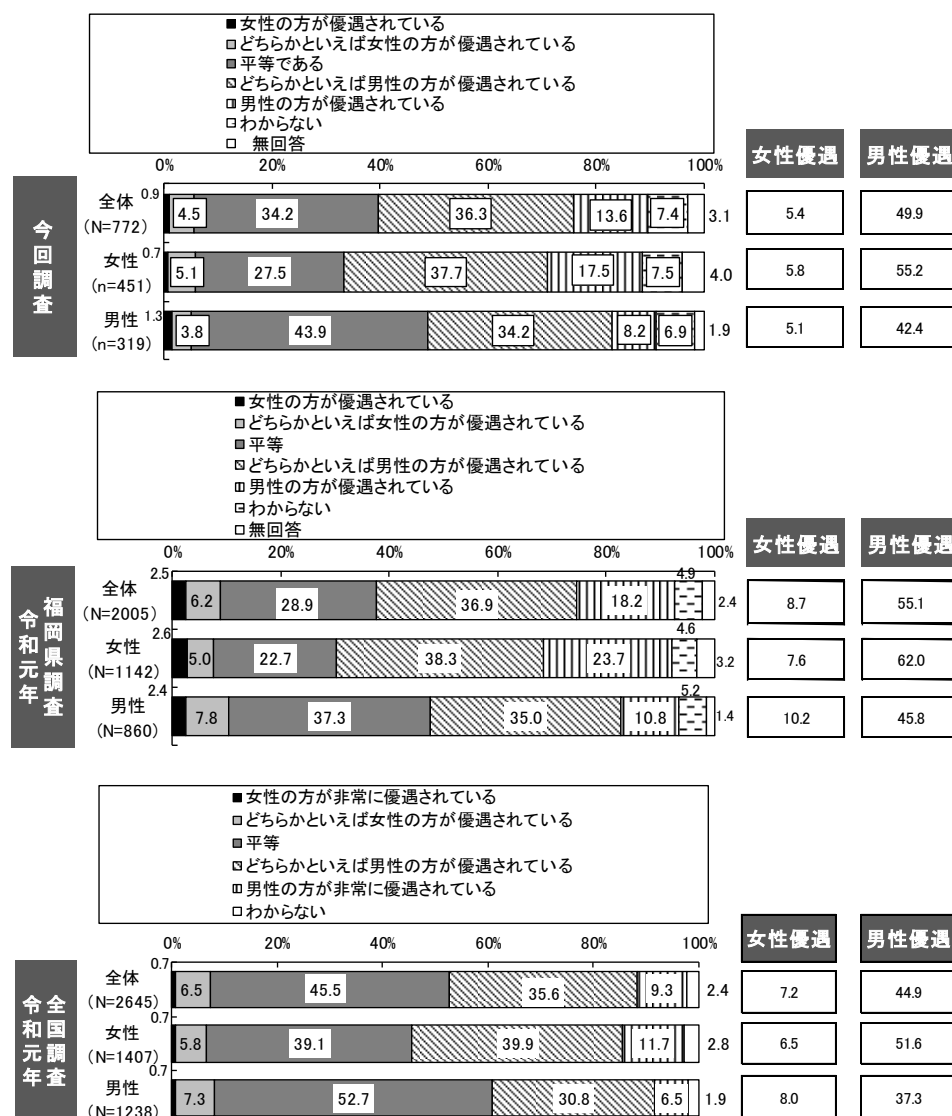 ■女性の方が優遇されている
□どちらかといえば女性の方が優遇されている
■平等である
□どちらかといえば男性の方が優遇されている
□男性の方が優遇されている
□わからない
□ 無回答
0% 20% 40% 60% 80% 100%
女性優遇 男性優遇
今回調査
全体 0.9 4.5 34.2 36.3 13.6 7.4 3.1 5.4 49.9
(N=772)
女性 0.7 5.1 27.5 37.7 17.5 7.5 4.0 5.8 55.2
(n=451)
男性 1.3 3.8 43.9 34.2 8.2 6.9 1.9 5.1 42.4
(n=319)
■女性の方が優遇されている
□どちらかといえば女性の方が優遇されている
■平等
□どちらかといえば男性の方が優遇されている
□男性の方が優遇されている
□わからない
□無回答
0% 20% 40% 60% 80% 100%
女性優遇 男性優遇
福岡県調査
令和元年
全体 2.5 6.2 28.9 36.9 18.2 4.9 2.4 8.7 55.1
(N=2005)
女性 2.6 5.0 22.7 38.3 23.7 4.6 3.2 7.6 62.0
(N=1142)
男性 2.4 7.8 37.3 35.0 10.8 5.2 1.4 10.2 45.8
(N=860)
■女性の方が非常に優遇されている
□どちらかといえば女性の方が優遇されている
■平等
□どちらかといえば男性の方が優遇されている
□男性の方が非常に優遇されている
□わからない
0% 20% 40% 60% 80% 100%
女性優遇 男性優遇
全国調査
令和元年
全体 0.7 6.5 45.5 35.6 9.3 2.4 7.2 44.9
(N=2645)
女性 0.7 5.8 39.1 39.9 11.7 2.8 6.5 51.6
(N=1407)
男性 0.7 7.3 52.7 30.8 6.5 1.9 8.0 37.3
(N=1238)